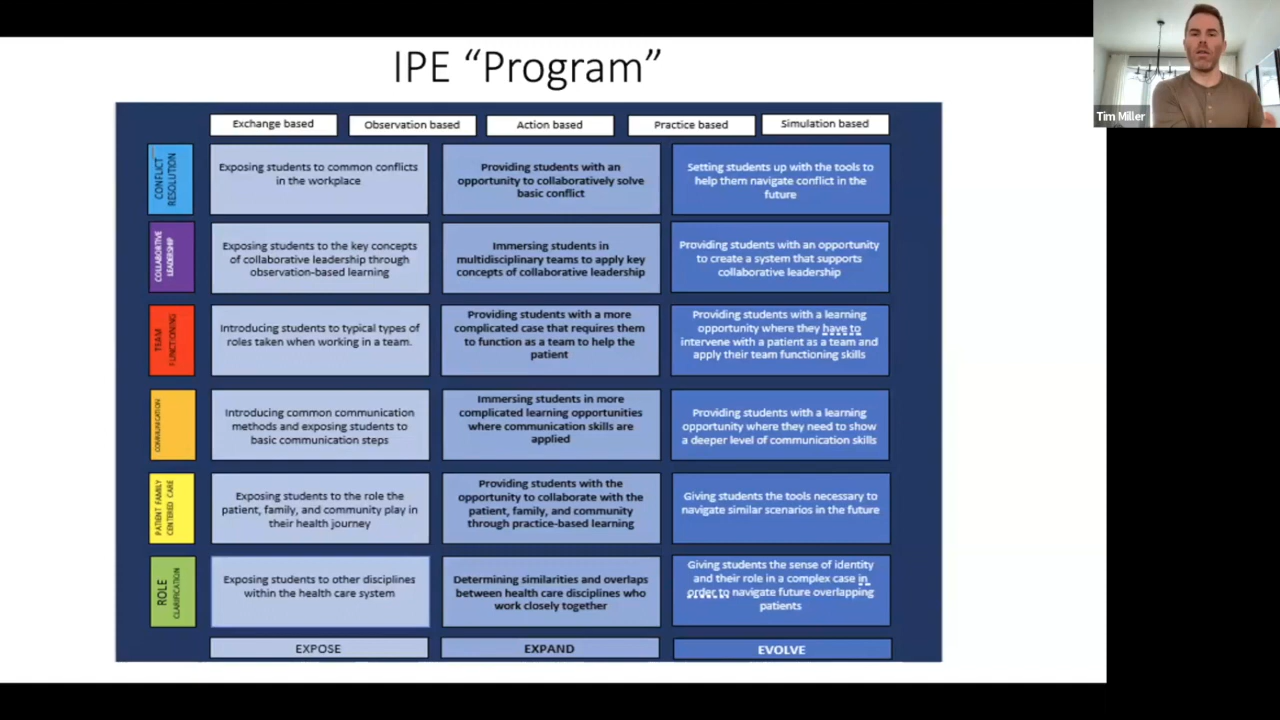 IPE “Program”
Tim Miller
Exchange based
Observation based
Action based
Practice based
Simulation based
CONFLICT
RESOLUTION
Exposing students to common conflicts
in the workplace
Providing students with an
opportunity to collaboratively solve
basic conflict
Setting students up with the tools to
help them navigate conflict in the
future
COLLABORTIVE
LEADERSHIP
Exposing students to the key concepts
of collaborative leadership through
observation-based learning
Immersing students in
multidisciplinary teams to apply key
concepts of collaborative leadership
Providing students with an opportunity
to create a system that supports
collaborative leadership
TEAM
FUNCTIONING
Introducing students to typical types of
roles taken when working in a team.
Providing students with a more
complicated case that requires them
to function as a team to help the
patient
Providing students with a learning
opportunity where they have to
intervene with a patient as a team and
apply their team functioning skills
COMMUNICATION
Introducing common communication
methods and exposing students to
basic communication steps
Immersing students in more
complicated learning opportunities
where communication skills are
applied
Providing students with a learning
opportunity where they need to show
a deeper level of communication skills
PATIENT FAMILY
CENTERED CARE
Exposing students to the role the
patient, family, and community play in
their health journey
Providing students with the
opportunity to collaborate with the
patient, family, and community
through practice-based learning
Giving students the tools necessary to
navigate similar scenarios in the future
ROLE
CLARIFICATION
Exposing students to other disciplines
within the health care system
Determining similarities and overlaps
between health care disciplines who
work closely together
Giving students the sense of identity
and their role in a complex case in
order to navigate future overlapping
patients
EXPOSE
EXPAND
EVOLVE